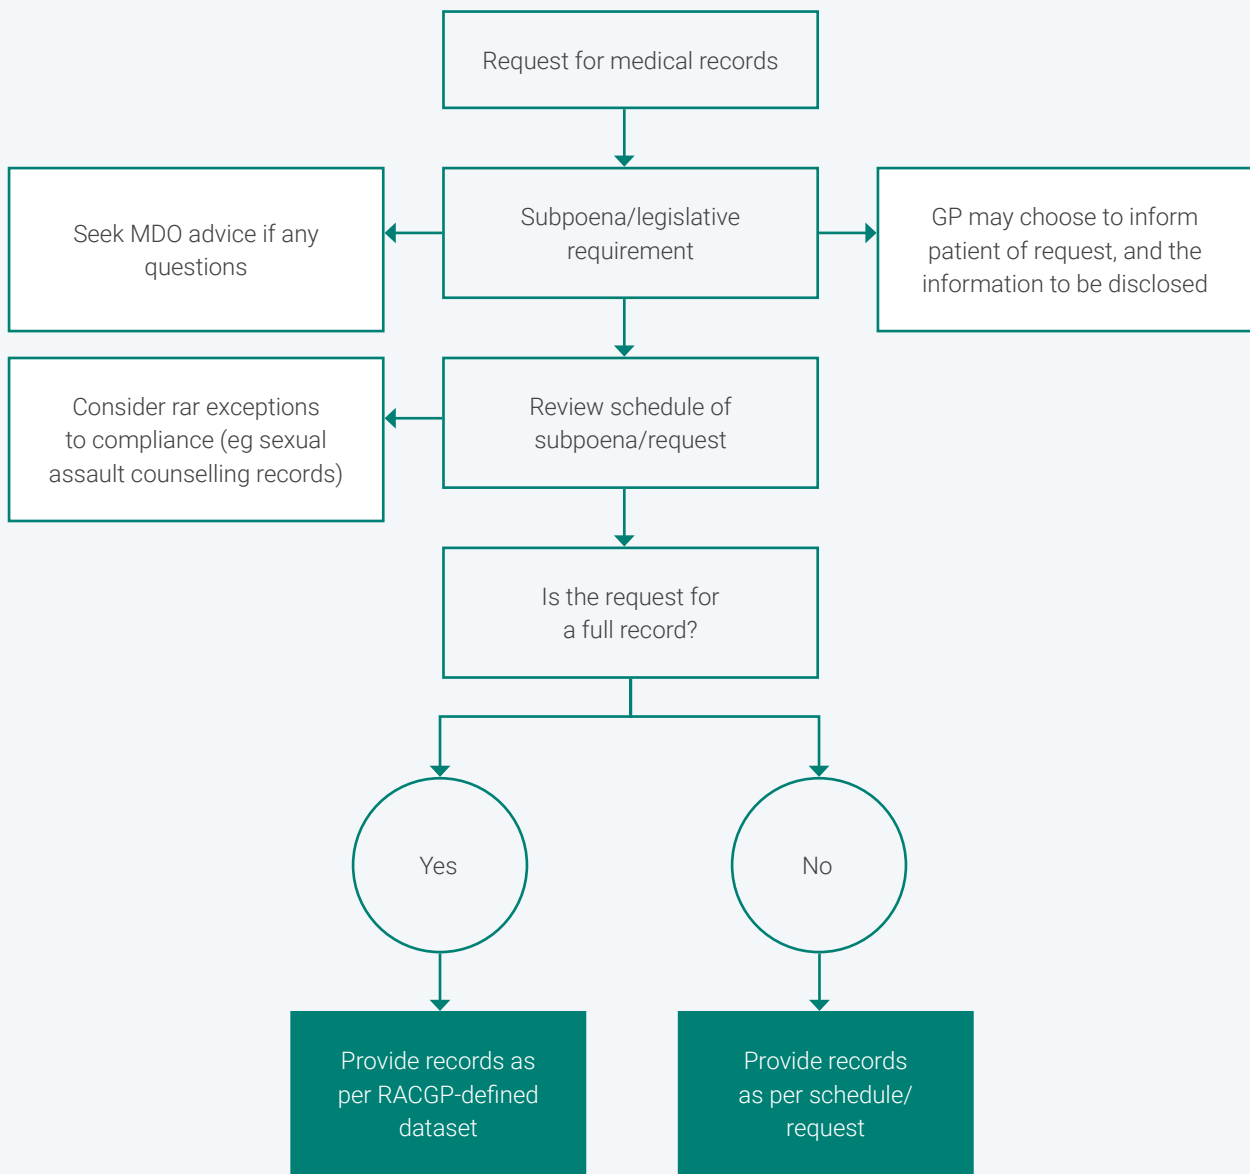 Request for medical records
Seek MDO advice if any
questions
Subpoena/legislative
requirement
GP may choose to inform
patient of request, and the
information to be disclosed
Consider rar exceptions
to compliance (eg sexual
assault counselling records)
Review schedule of
subpoena/request
Is the request for
a full record?
Yes
No
Provide records as
per RACGP-defined
dataset
Provide records
as per schedule/
request